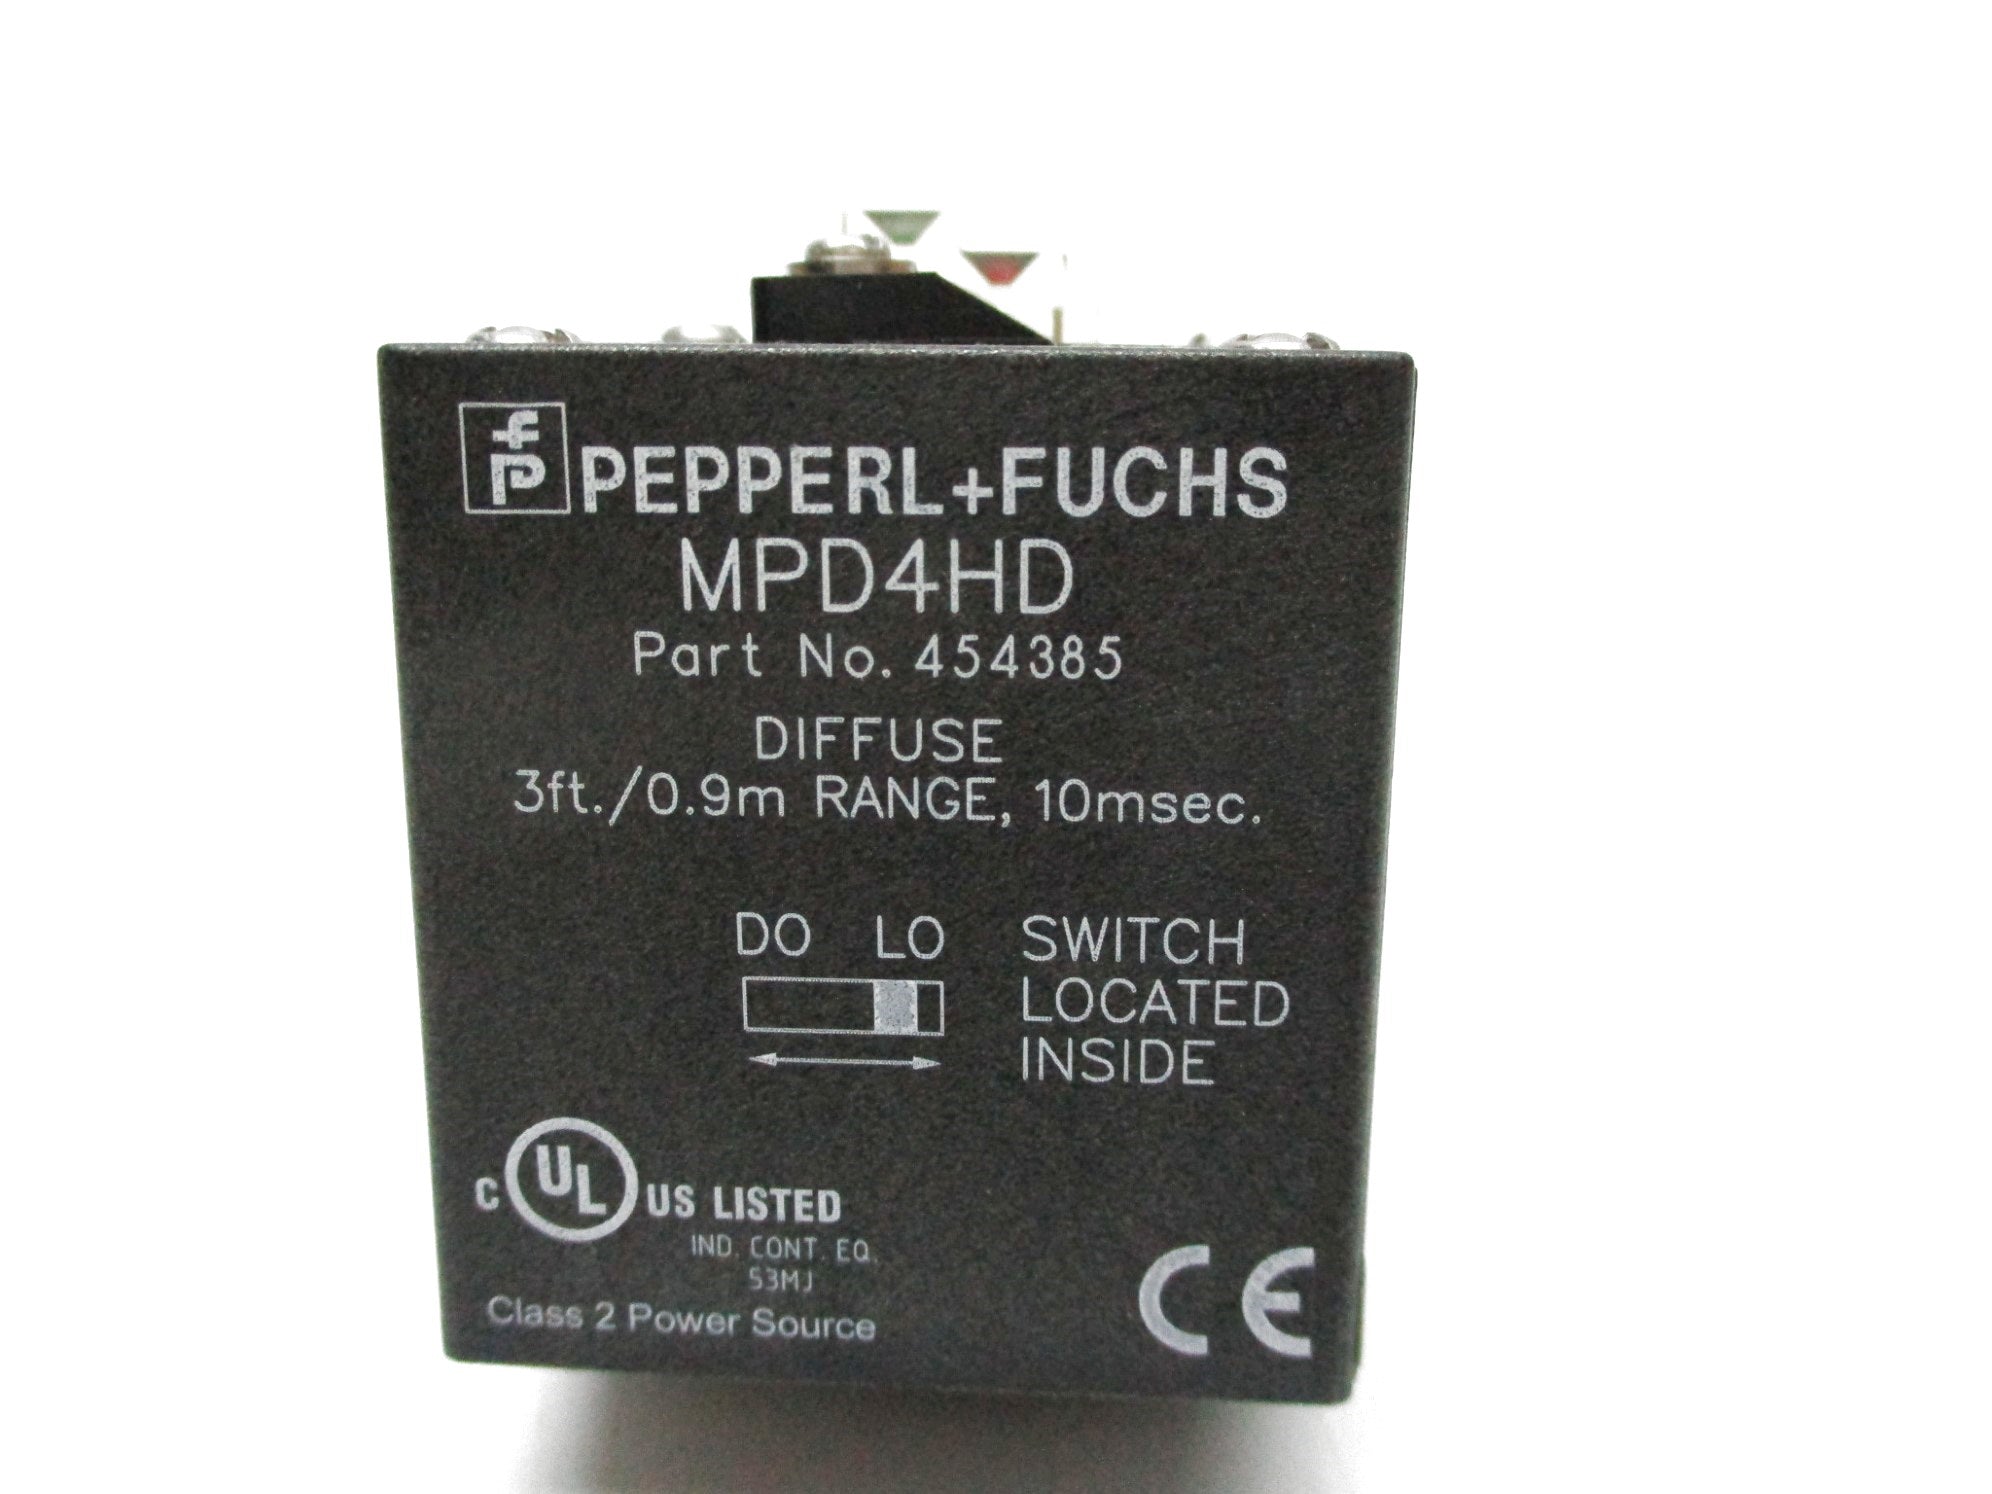 PEPPERL+FUCHS
MPD4HD
Part No. 454385
DIFFUSE
3ft./0.9m RANGE, 10msec.
DO LO
SWITCH
LOCATED
INSIDE
C UL US LISTED
IND. CONT. EQ.
53MJ
Class 2 Power Source
CE